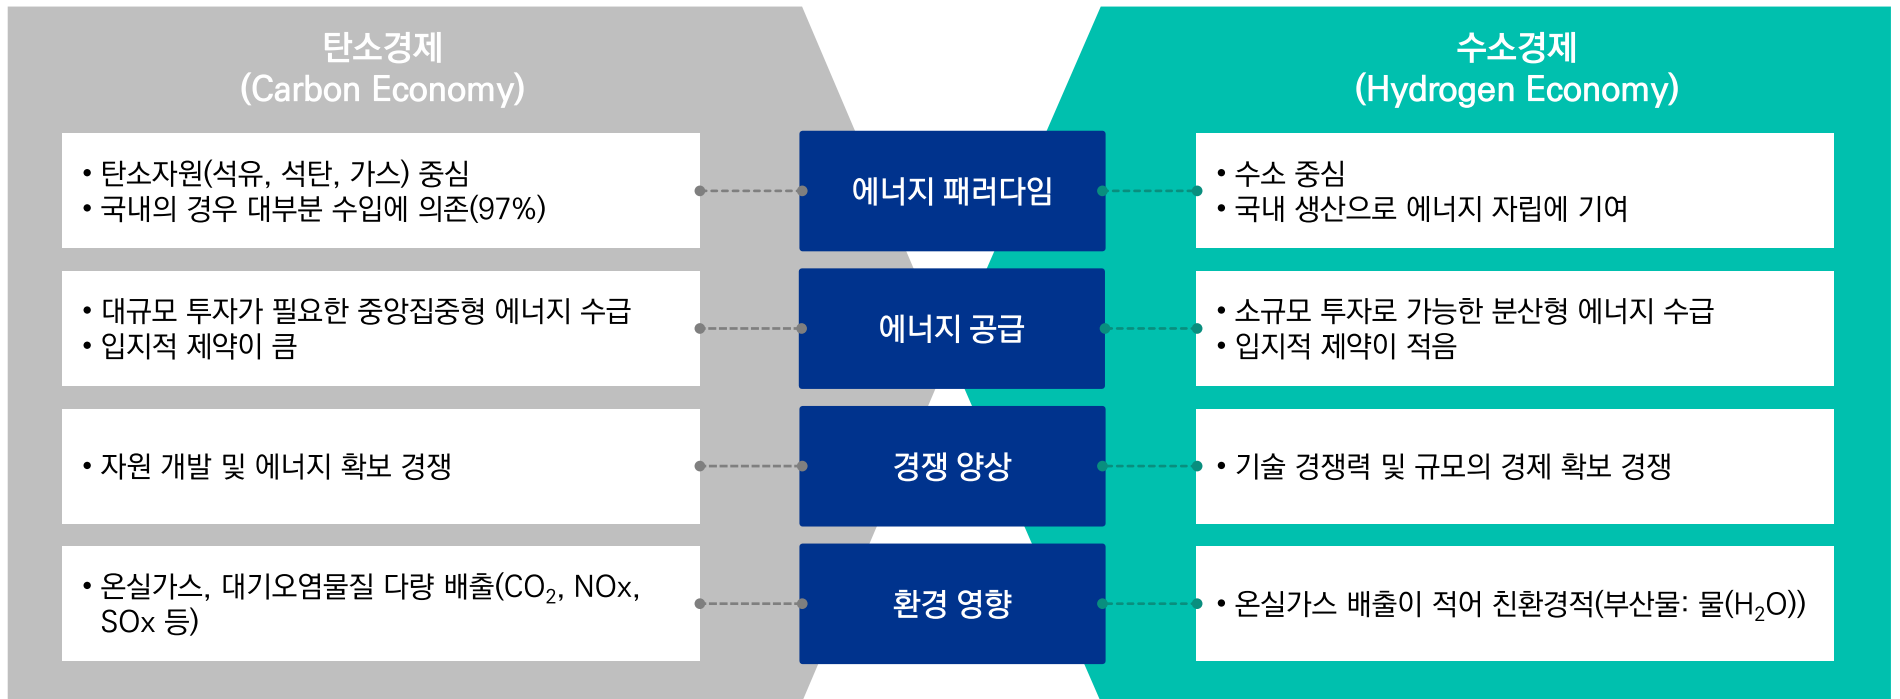 탄소경제
(Carbon Economy)
수소경제
(Hydrogen Economy)
• 탄소자원(석유, 석탄, 가스) 중심
• 국내의 경우 대부분 수입에 의존(97%)
에너지 패러다임
• 수소 중심
• 국내 생산으로 에너지 자립에 기여
• 대규모 투자가 필요한 중앙집중형 에너지 수급
• 입지적 제약이 큼
에너지 공급
• 소규모 투자로 가능한 분산형 에너지 수급
• 입지적 제약이 적음
• 자원 개발 및 에너지 확보 경쟁
경쟁 양상
• 기술 경쟁력 및 규모의 경제 확보 경쟁
• 온실가스, 대기오염물질 다량 배출(CO₂, NOx,
SOx 등)
환경 영향
• 온실가스 배출이 적어 친환경적(부산물: 물(H₂O))